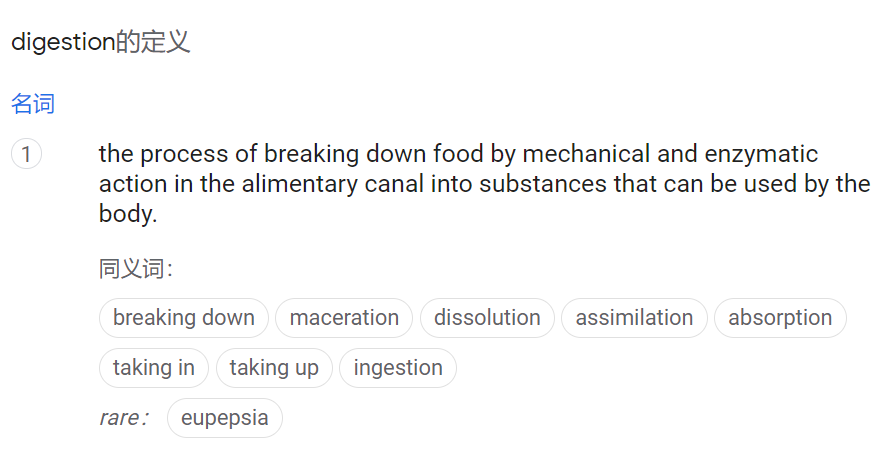 digestion的定义
名词
1
the process of breaking down food by mechanical and enzymatic
action in the alimentary canal into substances that can be used by the
body.
同义词：
breaking down maceration dissolution assimilation absorption
taking in taking up ingestion
rare： eupepsia